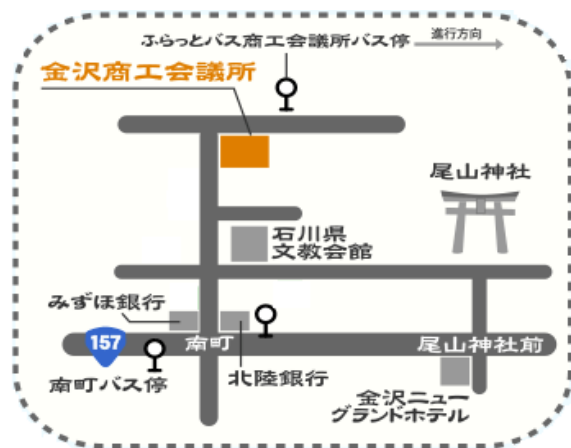 ふらっとバス商工会議所バス停
進行方向
金沢商工会議所
尾山神社
石川県
文教会館
みずほ銀行
157
南町
尾山神社前
南町バス停
北陸銀行
金沢ニュー
グランドホテル